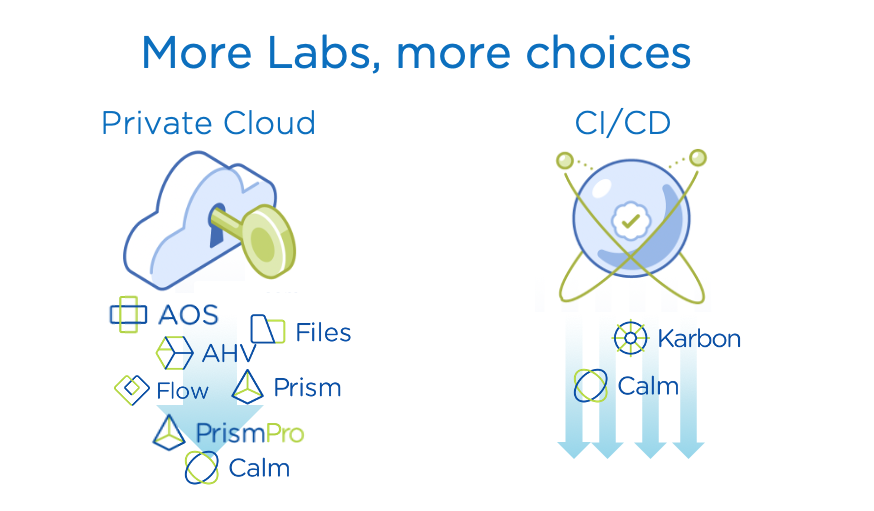 More Labs, more choices
Private Cloud
AOS
Files
AHV
Flow
Prism
PrismPro
Calm
CI/CD
Karbon
Calm